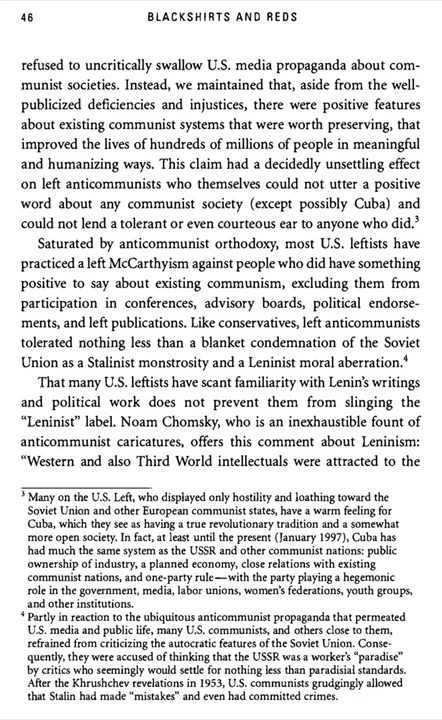 46 BLACKSHIRTS AND REDS
refused to uncritically swallow U.S. media propaganda about com-
munist societies. Instead, we maintained that, aside from the well-
publicized deficiencies and injustices, there were positive features
about existing communist systems that were worth preserving, that
improved the lives of hundreds of millions of people in meaningful
and humanizing ways. This claim had a decidedly unsettling effect
on left anticommunists who themselves could not utter a positive
word about any communist society (except possibly Cuba) and
could not lend a tolerant or even courteous ear to anyone who did.³
Saturated by anticommunist orthodoxy, most U.S. leftists have
practiced a left McCarthyism against people who did have something
positive to say about existing communism, excluding them from
participation in conferences, advisory boards, political endorse-
ments, and left publications. Like conservatives, left anticommunists
tolerated nothing less than a blanket condemnation of the Soviet
Union as a Stalinist monstrosity and a Leninist moral aberration.⁴
That many U.S. leftists have scant familiarity with Lenin's writings
and political work does not prevent them from slinging the
“Leninist” label. Noam Chomsky, who is an inexhaustible fount of
anticommunist caricatures, offers this comment about Leninism:
“Western and also Third World intellectuals were attracted to the
³ Many on the U.S. Left, who displayed only hostility and loathing toward the
Soviet Union and other European communist states, have a warm feeling for
Cuba, which they see as having a true revolutionary tradition and a somewhat
more open society. In fact, at least until the present (January 1997), Cuba has
had much the same system as the USSR and other communist nations: public
ownership of industry, a planned economy, close relations with existing
communist nations, and one-party rule—with the party playing a hegemonic
role in the government, media, labor unions, women's federations, youth groups,
and other institutions.
⁴ Partly in reaction to the ubiquitous anticommunist propaganda that permeated
U.S. media and public life, many U.S. communists, and others close to them,
refrained from criticizing the autocratic features of the Soviet Union. Conse-
quently, they were accused of thinking that the USSR was a worker's “paradise”
by critics who seemingly would settle for nothing less than paradisial standards.
After the Khrushchev revelations in 1953, U.S. communists grudgingly allowed
that Stalin had made “mistakes” and even had committed crimes.